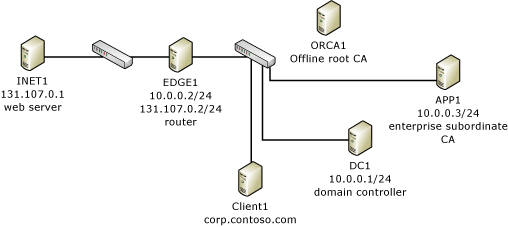 ORCA1
Offline root CA
INET1
131.107.0.1
web server
EDGE1
10.0.0.2/24
131.107.0.2/24
router
APP1
10.0.0.3/24
enterprise subordinate
CA
DC1
10.0.0.1/24
domain controller
Client1
corp.contoso.com